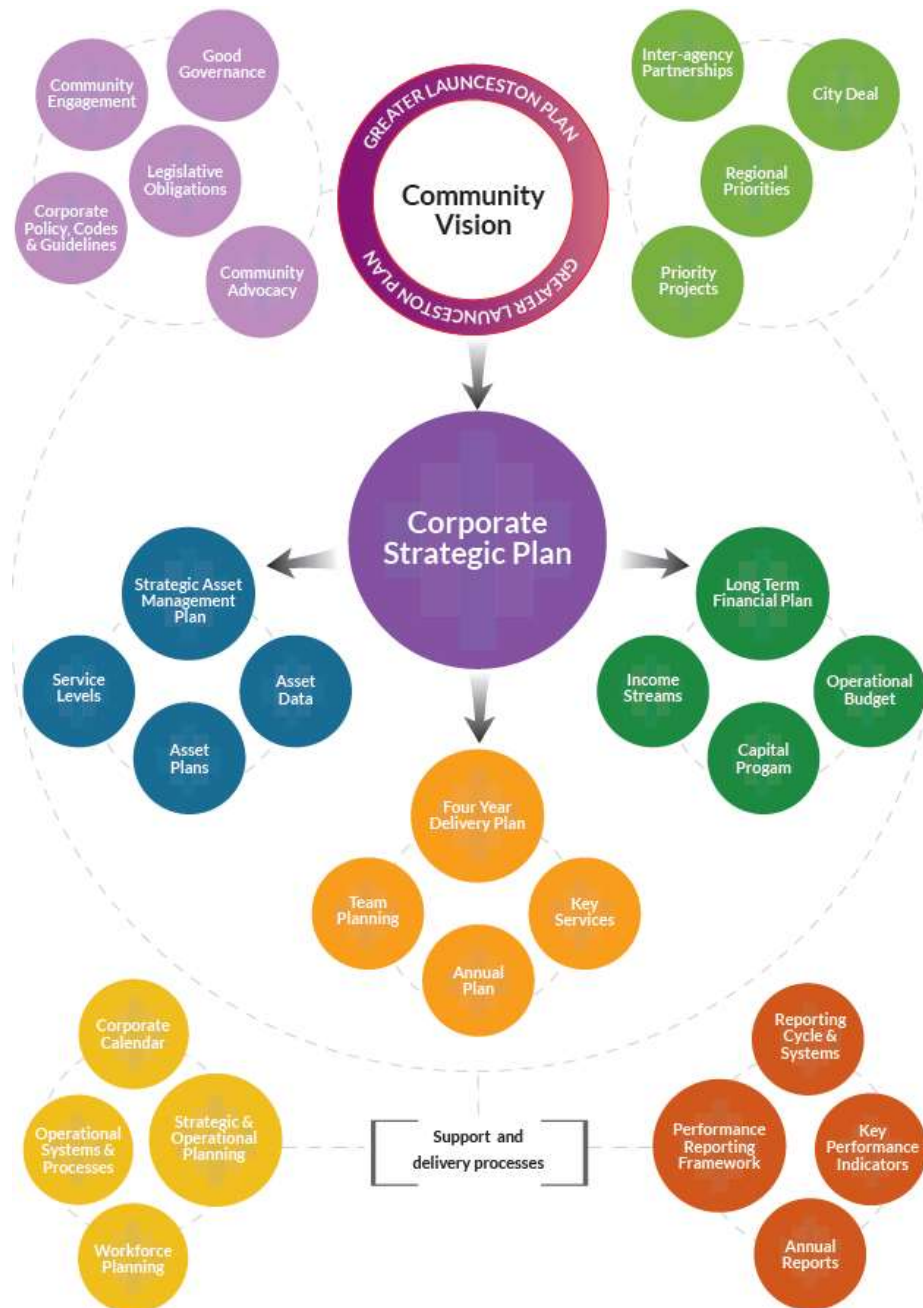 Good
Governance
Community
Engagement
Legislative
Obligations
Corporate
Policy, Codes
& Guidelines
Community
Advocacy
GREATER LAUNCESTON PLAN
Community
Vision
GREATER LAUNCESTON PLAN
Inter-agency
Partnerships
City Deal
Regional
Priorities
Priority
Projects
Corporate
Strategic Plan
Strategic Asset
Management
Plan
Service
Levels
Asset
Data
Asset
Plans
Long Term
Financial Plan
Income
Streams
Operational
Budget
Capital
Progam
Four Year
Delivery Plan
Team
Planning
Key
Services
Annual
Plan
Corporate
Calendar
Operational
Systems &
Processes
Strategic &
Operational
Planning
Workforce
Planning
Support and
delivery processes
Reporting
Cycle &
Systems
Performance
Reporting
Framework
Key
Performance
Indicators
Annual
Reports